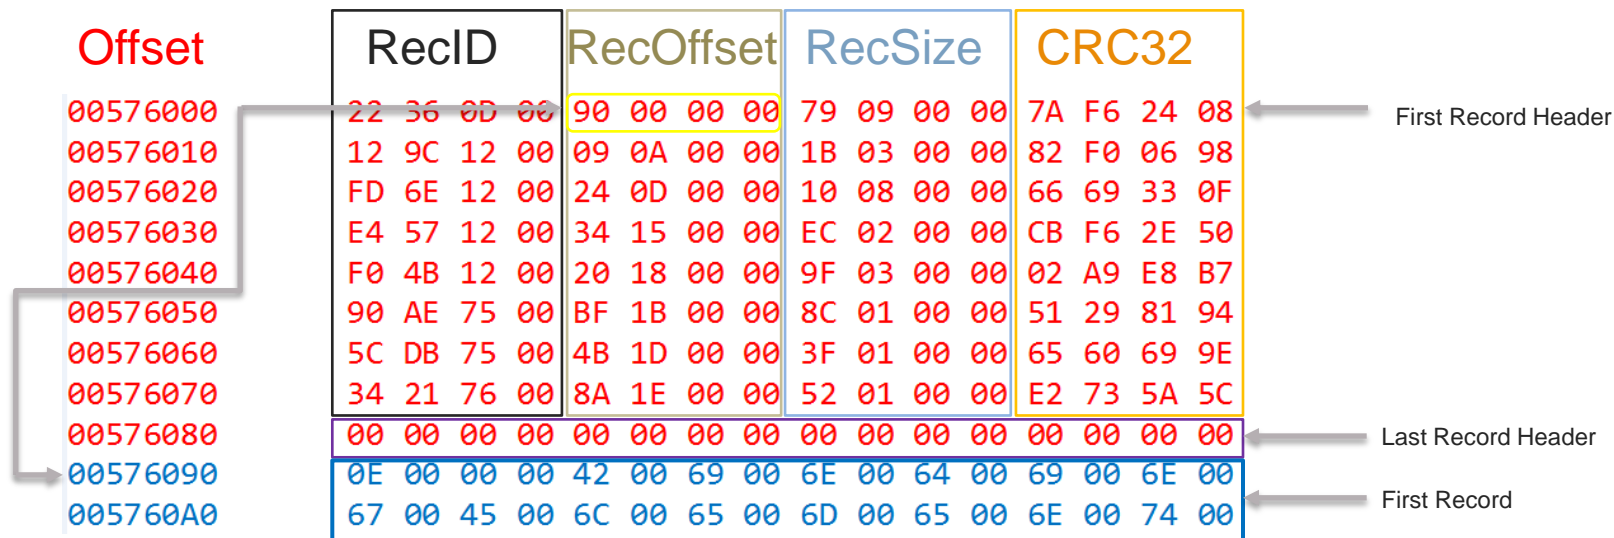 Offset RecID RecOffset RecSize CRC32
00576000 22 36 0D 00 90 00 00 00 79 09 00 00 7A F6 24 08 First Record Header
00576010 12 9C 12 00 09 0A 00 00 1B 03 00 00 82 F0 06 98
00576020 FD 6E 12 00 24 0D 00 00 10 08 00 00 66 69 33 0F
00576030 E4 57 12 00 34 15 00 00 EC 02 00 00 CB F6 2E 50
00576040 F0 4B 12 00 20 18 00 00 9F 03 00 00 02 A9 E8 B7
00576050 90 AE 75 00 BF 1B 00 00 8C 01 00 00 51 29 81 94
00576060 5C DB 75 00 4B 1D 00 00 3F 01 00 00 65 60 69 9E
00576070 34 21 76 00 8A 1E 00 00 52 01 00 00 E2 73 5A 5C
00576080 00 00 00 00 00 00 00 00 00 00 00 00 00 00 00 00 Last Record Header
00576090 0E 00 00 00 42 00 69 00 6E 00 64 00 69 00 6E 00
005760A0 67 00 45 00 6C 00 65 00 6D 00 65 00 6E 00 74 00 First Record